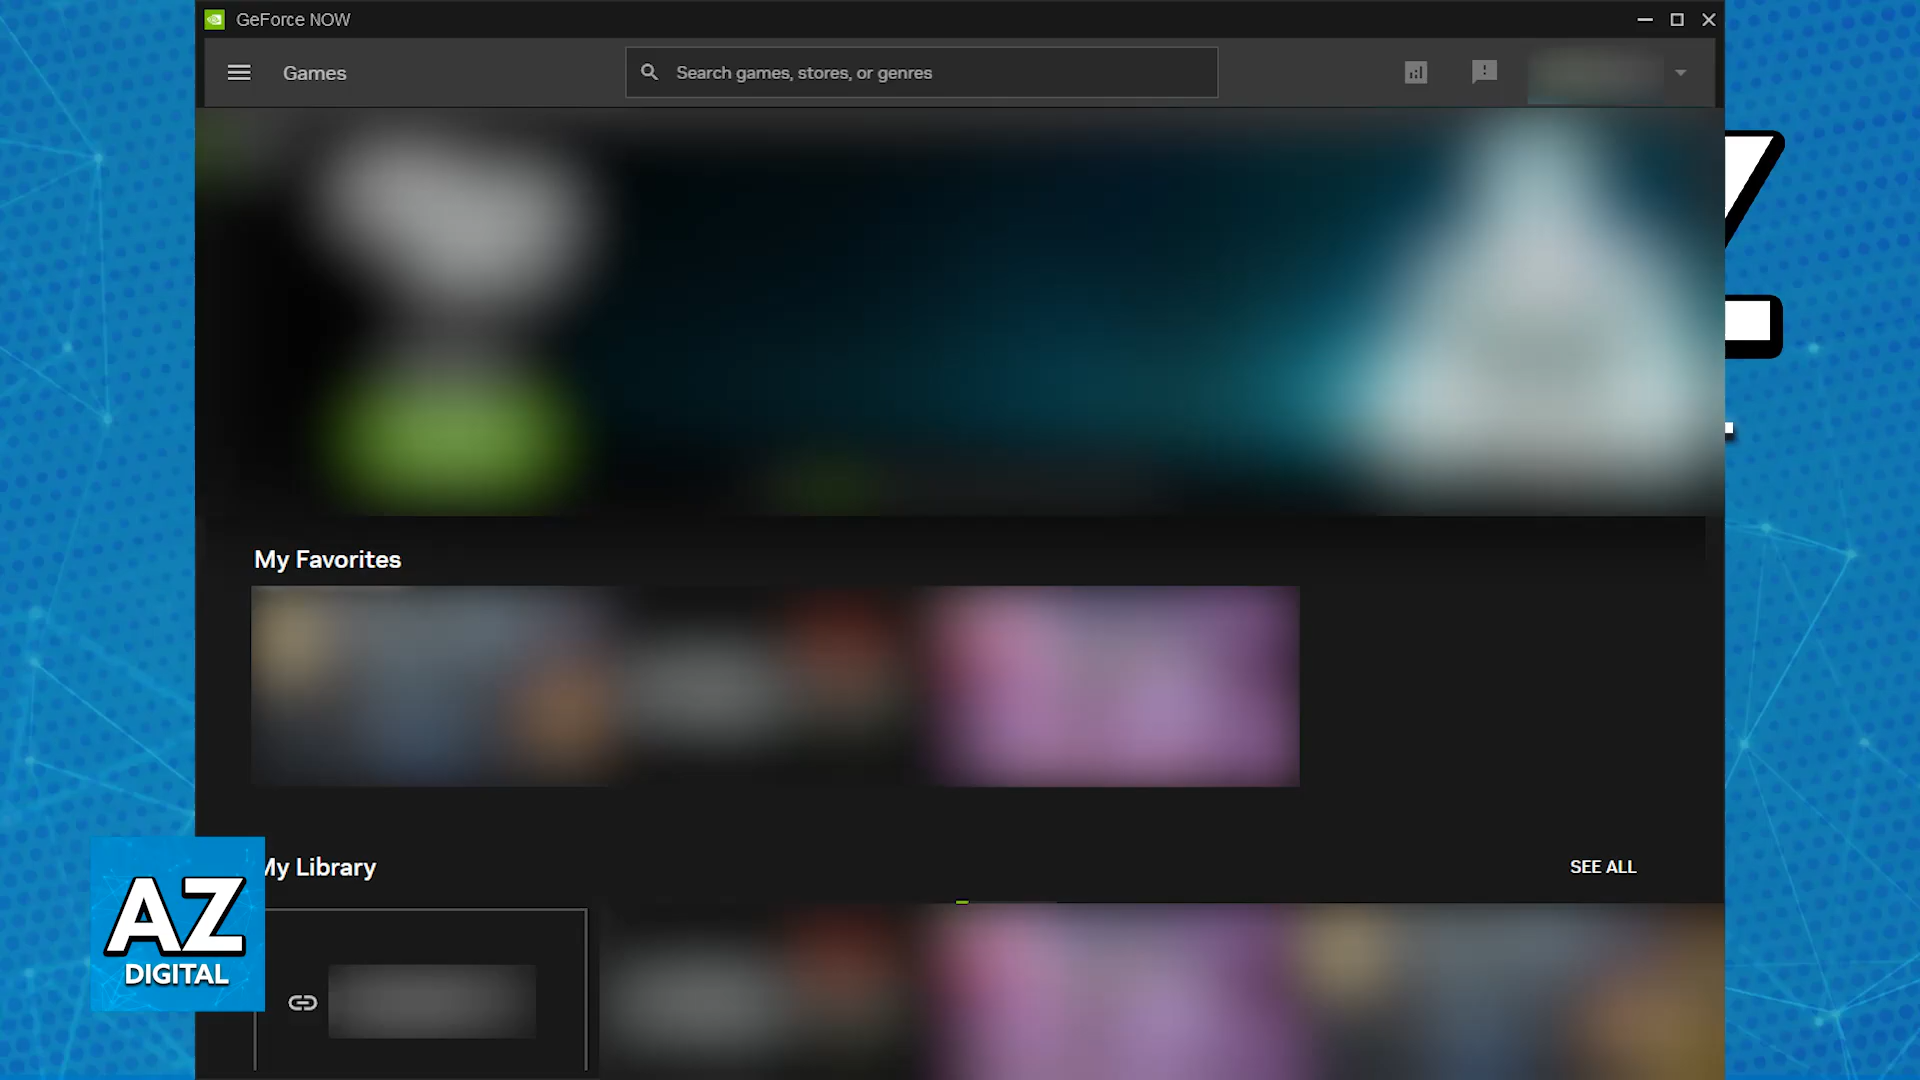 GeForce NOW
Games
Search games, stores, or genres
My Favorites
My Library
SEE ALL
AZ
DIGITAL